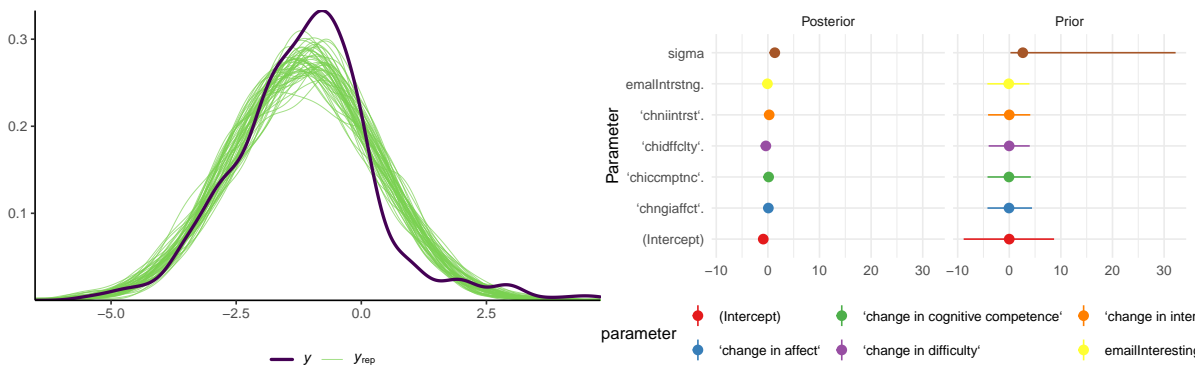 0.3
0.2
0.1
−5.0 −2.5 0.0 2.5
y yrep
Posterior Prior
Parameter
sigma
emailIntrstng.
‘chniintrst‘.
‘chidffclty‘.
‘chiccmptnc‘.
‘chngiaffct‘.
(Intercept)
−10 0 10 20 30 −10 0 10 20 30
parameter
(Intercept) ‘change in cognitive competence‘ ‘change in inter
‘change in affect‘ ‘change in difficulty‘ emailInteresting